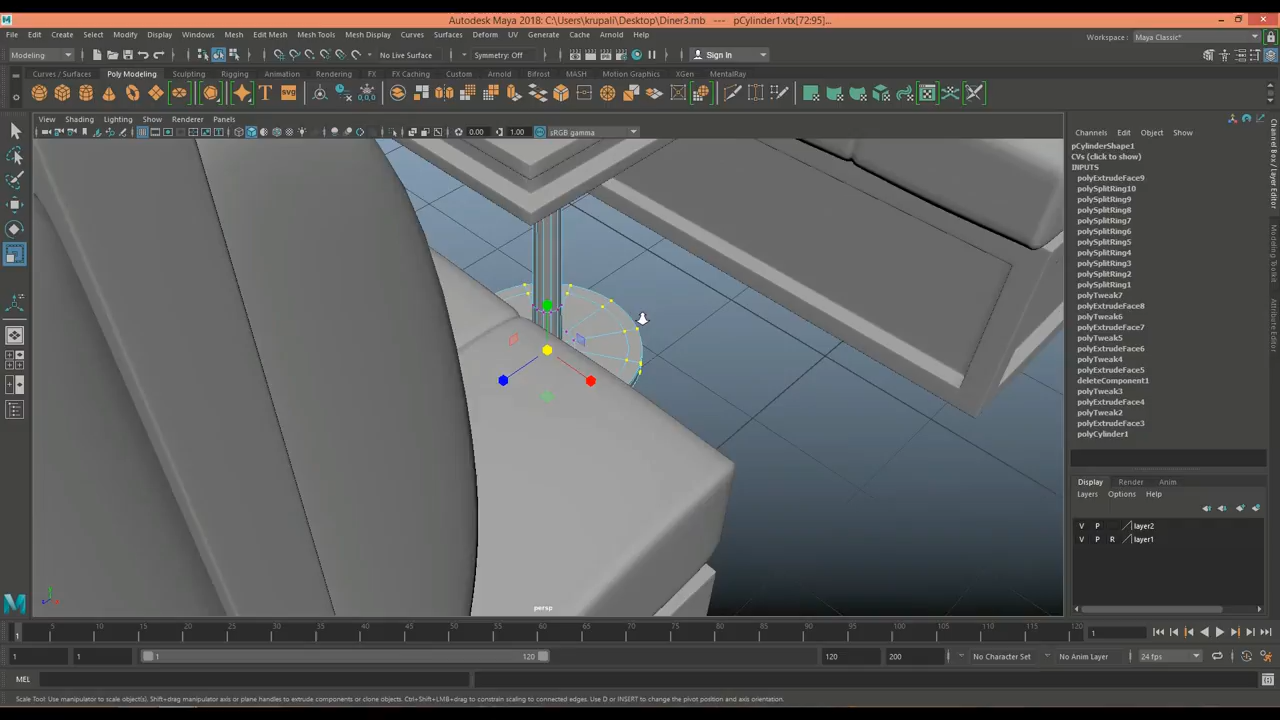 Autodesk Maya 2018: C:\Users\krupali\Desktop\Diner3.mb   ---   pCylinder1.vtx[72:95]...
File Edit Create Select Modify Display Windows Mesh Edit Mesh Mesh Tools Mesh Display Curves Surfaces Deform UV Generate Cache Arnold Help
Workspace : Maya Classic*
Modeling
No Live Surface
Symmetry: Off
Sign In
Curves / Surfaces Poly Modeling Sculpting Rigging Animation Rendering FX FX Caching Custom Arnold Bifrost MASH Motion Graphics XGen MentalRay
SVG
View Shading Lighting Show Renderer Panels
0.00 1.00 sRGB gamma
Channels Edit Object Show
pCylinderShape1
CVs (click to show)
INPUTS
polyExtrudeFace9
polySplitRing10
polySplitRing9
polySplitRing8
polySplitRing7
polySplitRing6
polySplitRing5
polySplitRing4
polySplitRing3
polySplitRing2
polySplitRing1
polyTweak7
polyExtrudeFace8
polyTweak6
polyExtrudeFace7
polyTweak5
polyExtrudeFace6
polyTweak4
polyExtrudeFace5
deleteComponent1
polyTweak3
polyExtrudeFace4
polyTweak2
polyExtrudeFace3
polyCylinder1
Channel Box / Layer Editor
Modeling Toolkit
Attribute Editor
Display Render Anim
Layers Options Help
V P layer2
V P R layer1
persp
5 10 15 20 25 30 35 40 45 50 55 60 65 70 75 80 85 90 95 100 105 110 115 120
1
1
1 1 1 120 120 200 No Character Set No Anim Layer 24 fps
MEL
Scale Tool: Use manipulator to scale object(s). Shift+drag manipulator axis or plane handles to extrude components or clone objects. Ctrl+Shift+LMB+drag to constrain scaling to connected edges. Use D or INSERT to change the pivot position and axis orientation.